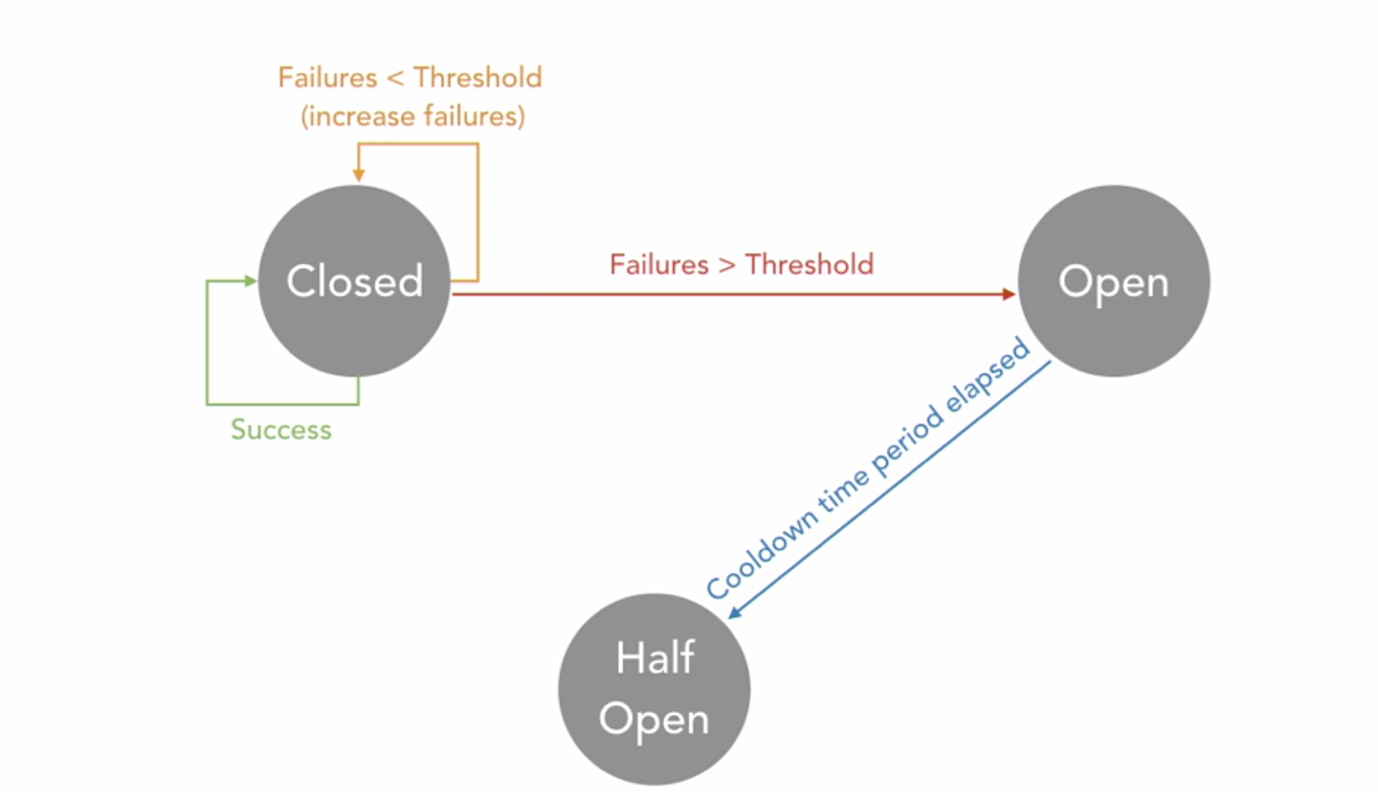 Failures < Threshold
(increase failures)
Closed
Failures > Threshold
Open
Success
Cooldown time period elapsed
Half
Open